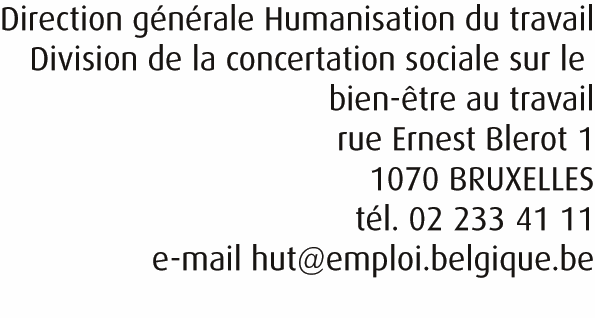 Direction générale Humanisation du travail
Division de la concertation sociale sur le
bien-être au travail
rue Ernest Blerot 1
1070 BRUXELLES
tél. 02 233 41 11
e-mail hut@emploi.belgique.be